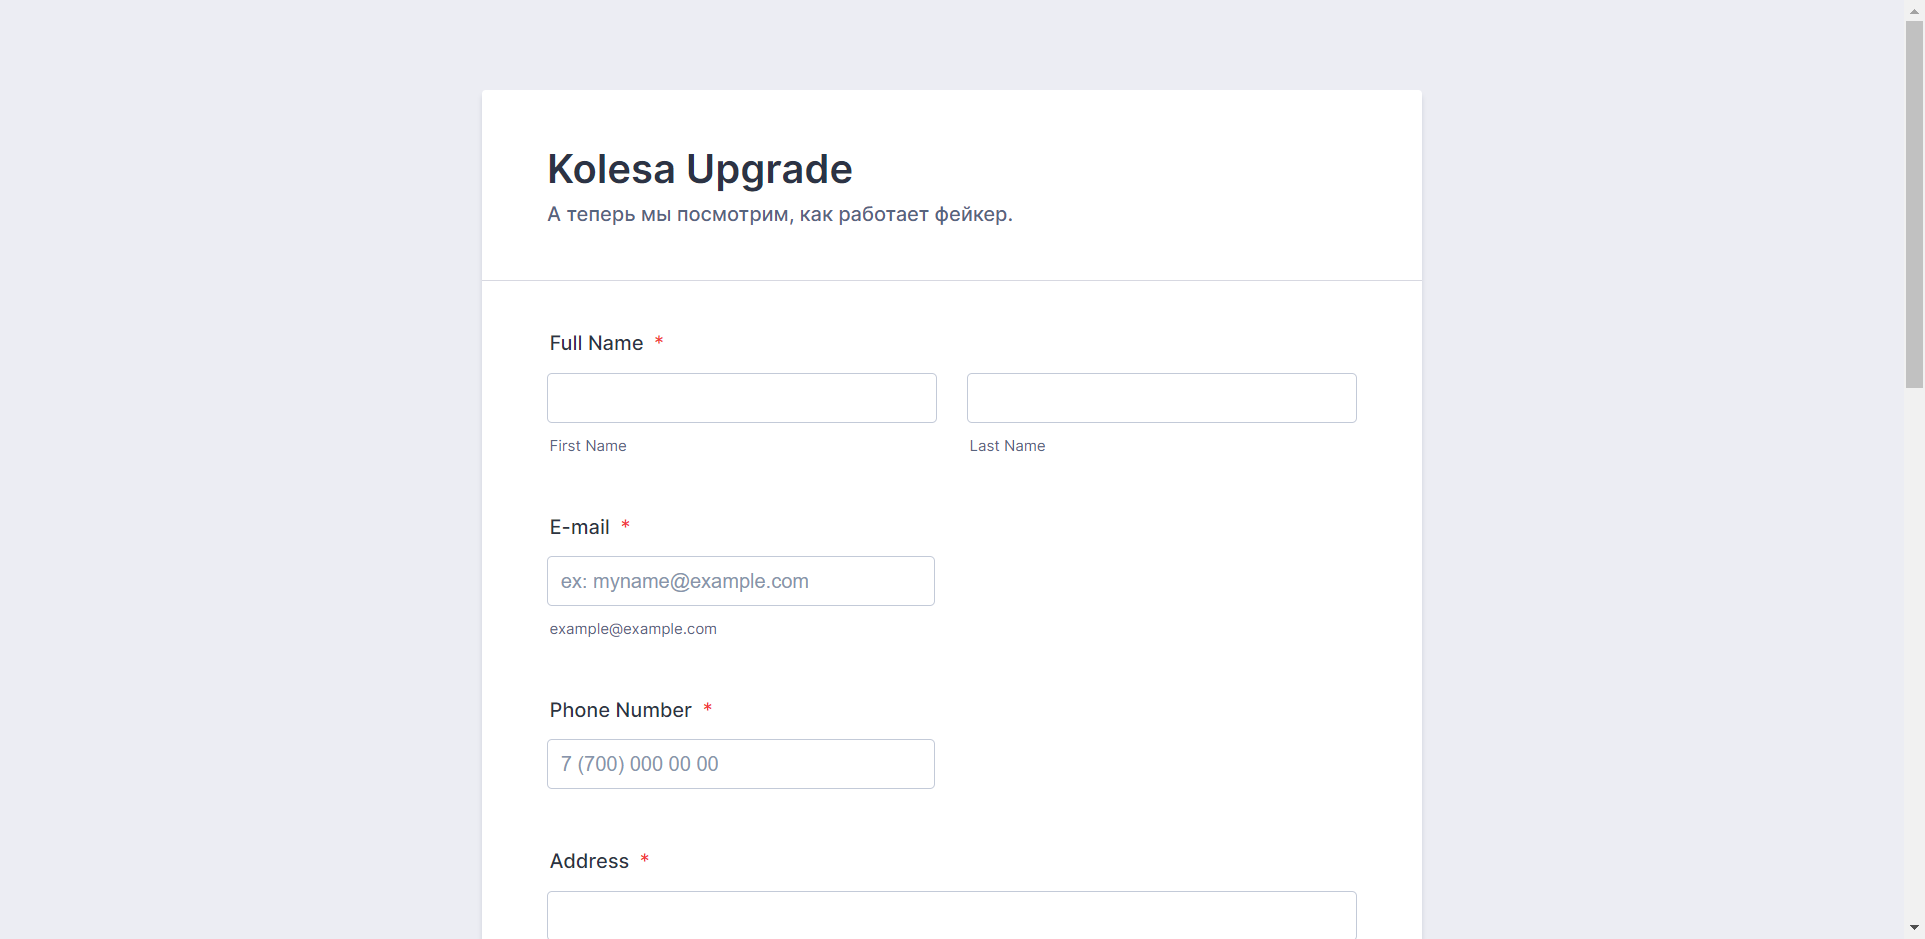 Kolesa Upgrade
А теперь мы посмотрим, как работает фейкер.
Full Name *
First Name
Last Name
E-mail *
ex: myname@example.com
example@example.com
Phone Number *
7 (700) 000 00 00
Address *